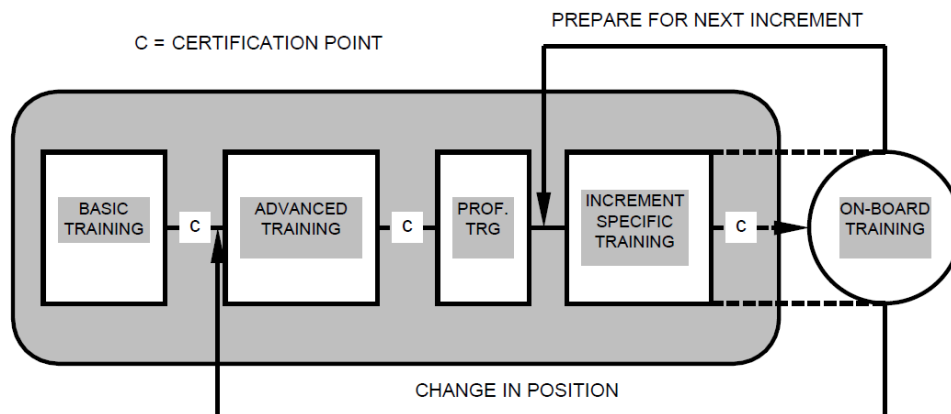 PREPARE FOR NEXT INCREMENT
C = CERTIFICATION POINT
BASIC
TRAINING
C
ADVANCED
TRAINING
C
PROF.
TRG
INCREMENT
SPECIFIC
TRAINING
C
ON-BOARD
TRAINING
CHANGE IN POSITION